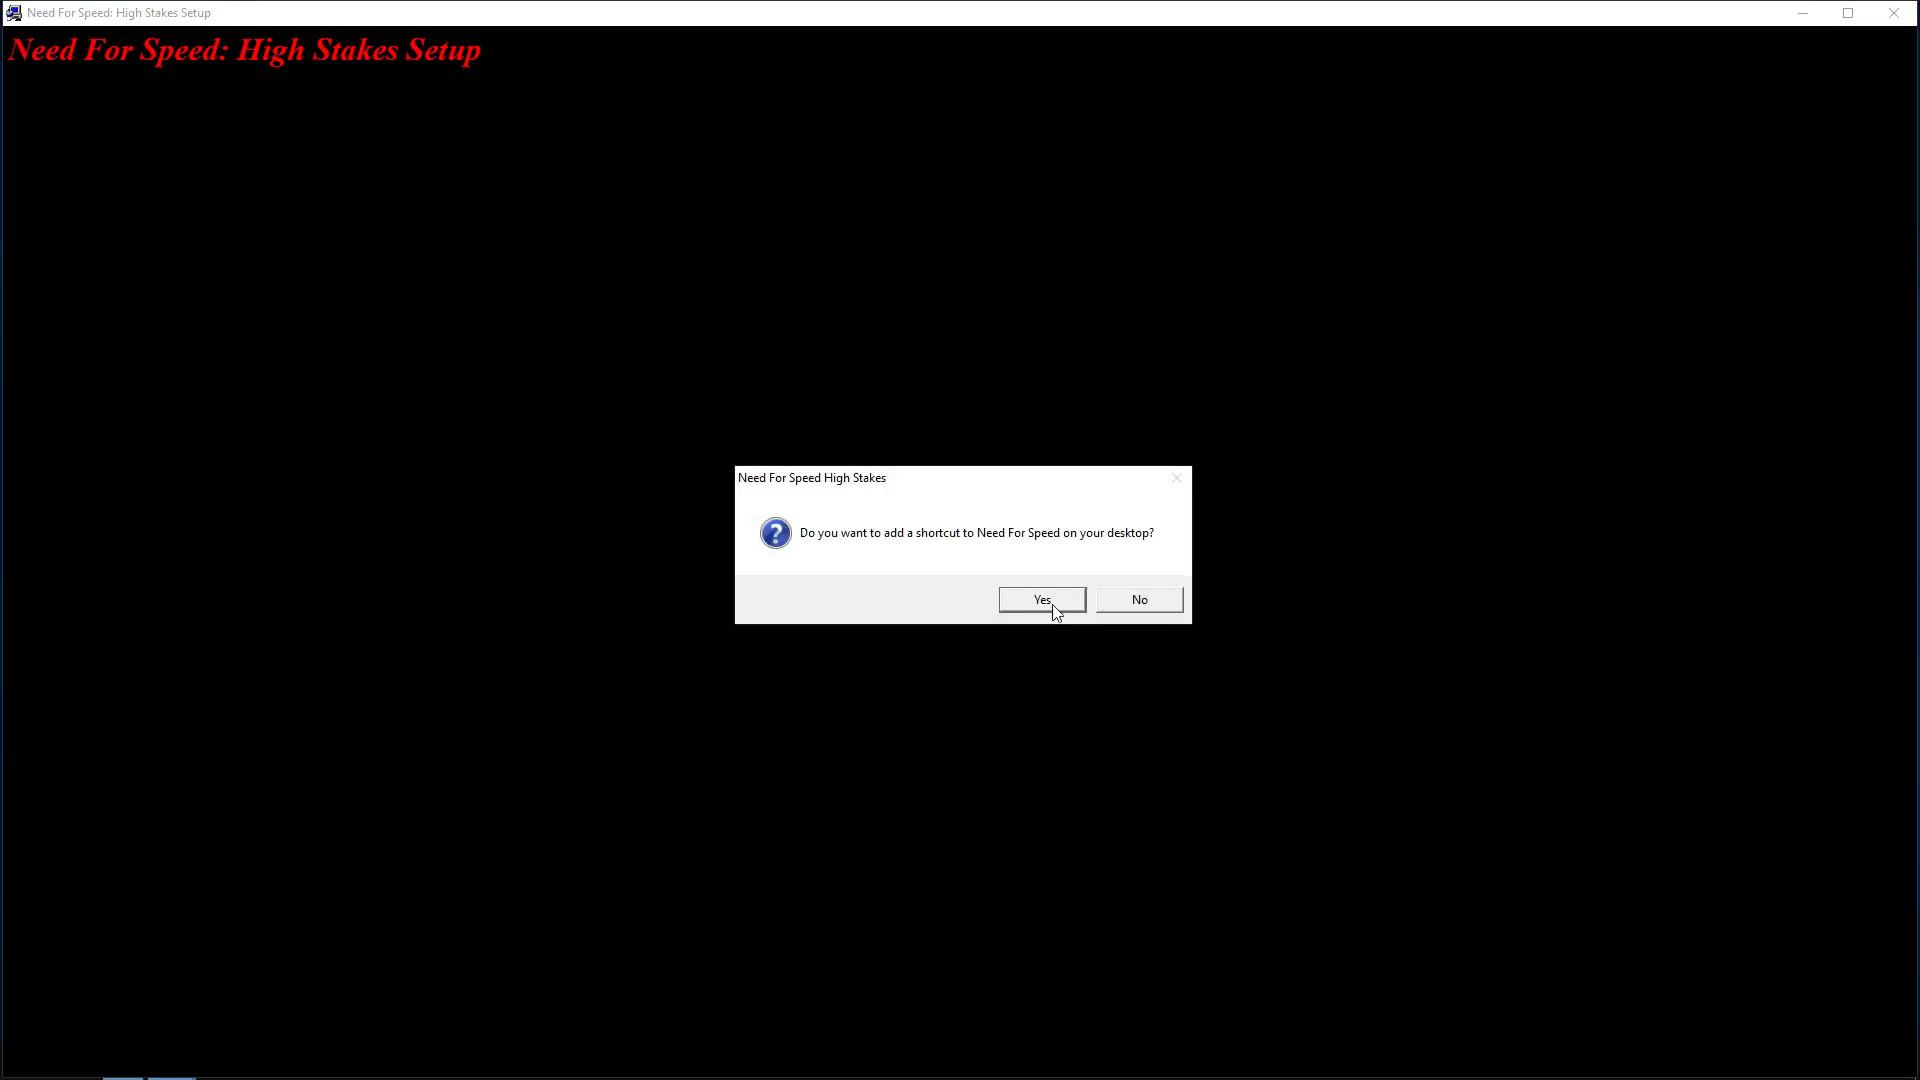 Need For Speed: High Stakes Setup
Need For Speed: High Stakes Setup
Need For Speed High Stakes
Do you want to add a shortcut to Need For Speed on your desktop?
Yes
No